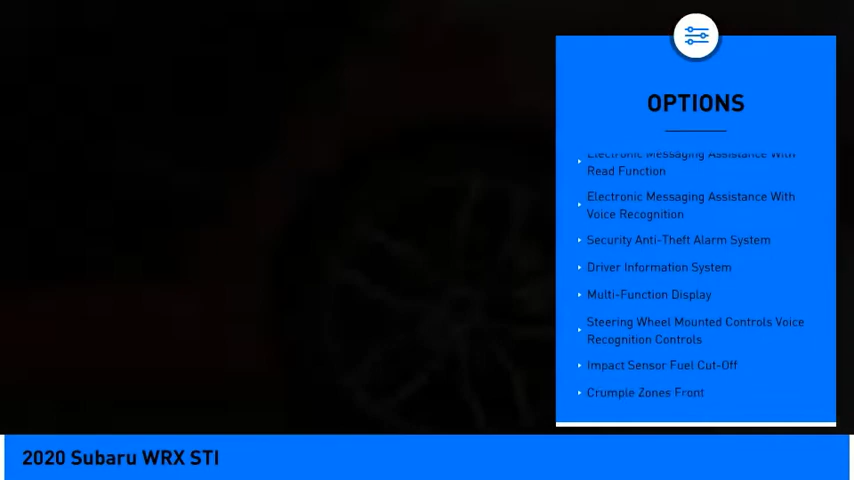 OPTIONS
Electronic Messaging Assistance With
Read Function
Electronic Messaging Assistance With
Voice Recognition
Security Anti-Theft Alarm System
Driver Information System
Multi-Function Display
Steering Wheel Mounted Controls Voice
Recognition Controls
Impact Sensor Fuel Cut-Off
Crumple Zones Front
2020 Subaru WRX STI